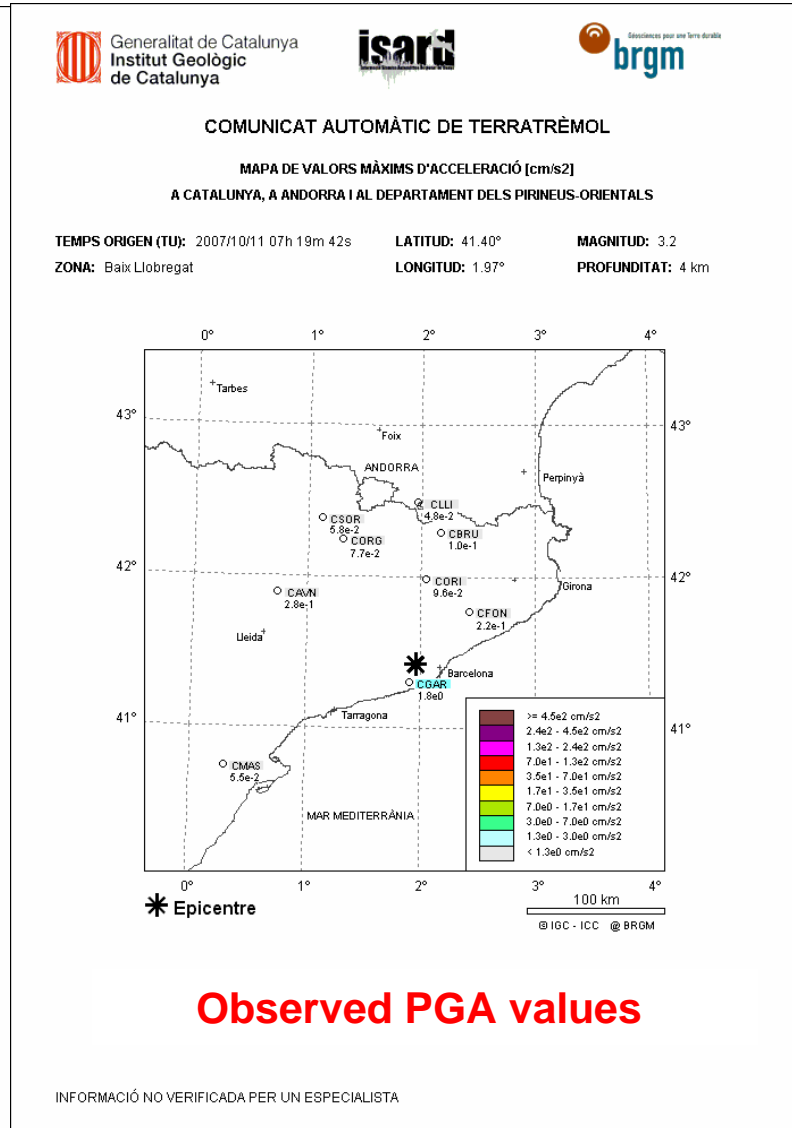 Generalitat de Catalunya
Institut Geològic
de Catalunya
isard
Géosciences pour une Terre durable
brgm
COMUNICAT AUTOMÀTIC DE TERRATRÈMOL
MAPA DE VALORS MÀXIMS D'ACCELERACIÓ [cm/s2]
A CATALUNYA, A ANDORRA I AL DEPARTAMENT DELS PIRINEUS-ORIENTALS
TEMPS ORIGEN (TU): 2007/10/11 07h 19m 42s LATITUD: 41.40° MAGNITUD: 3.2
ZONA: Baix Llobregat LONGITUD: 1.97° PROFUNDITAT: 4 km
0° 1° 2° 3° 4°
Tarbes
43° 43°
Foix
ANDORRA
Perpinyà
CLLI
4.8e-2
CSOR
5.8e-2
CORG
7.7e-2
CBRU
1.0e-1
42° 42°
CORI
9.6e-2
Girona
CAVN
2.8e-1
CFON
2.2e-1
Lleida
Barcelona
CGAR
1.8e0
Tarragona
41° 41°
CMAS
5.5e-2
MAR MEDITERRÀNIA
>= 4.5e2 cm/s2
2.4e2 - 4.5e2 cm/s2
1.3e2 - 2.4e2 cm/s2
7.0e1 - 1.3e2 cm/s2
3.5e1 - 7.0e1 cm/s2
1.7e1 - 3.5e1 cm/s2
7.0e0 - 1.7e1 cm/s2
3.0e0 - 7.0e0 cm/s2
1.3e0 - 3.0e0 cm/s2
< 1.3e0 cm/s2
0° 1° 2° 3° 4°
Epicentre
100 km
© IGC - ICC @ BRGM
Observed PGA values
INFORMACIÓ NO VERIFICADA PER UN ESPECIALISTA